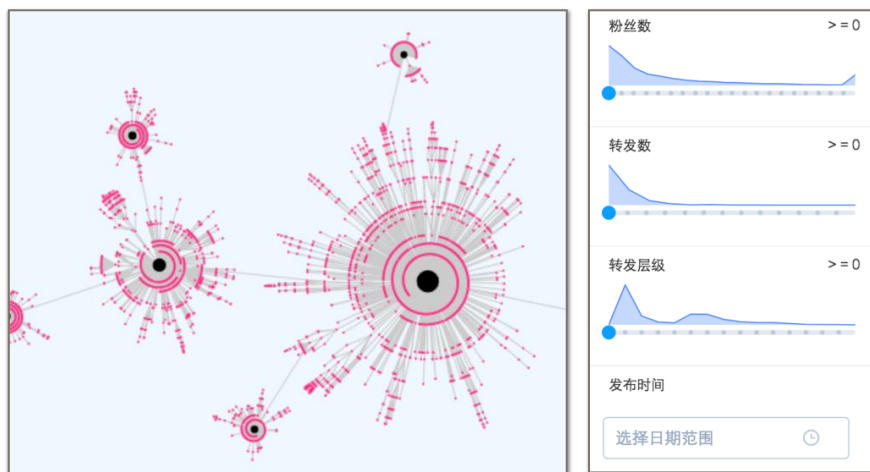 粉丝数 > = 0
转发数 > = 0
转发层级 > = 0
发布时间
选择日期范围